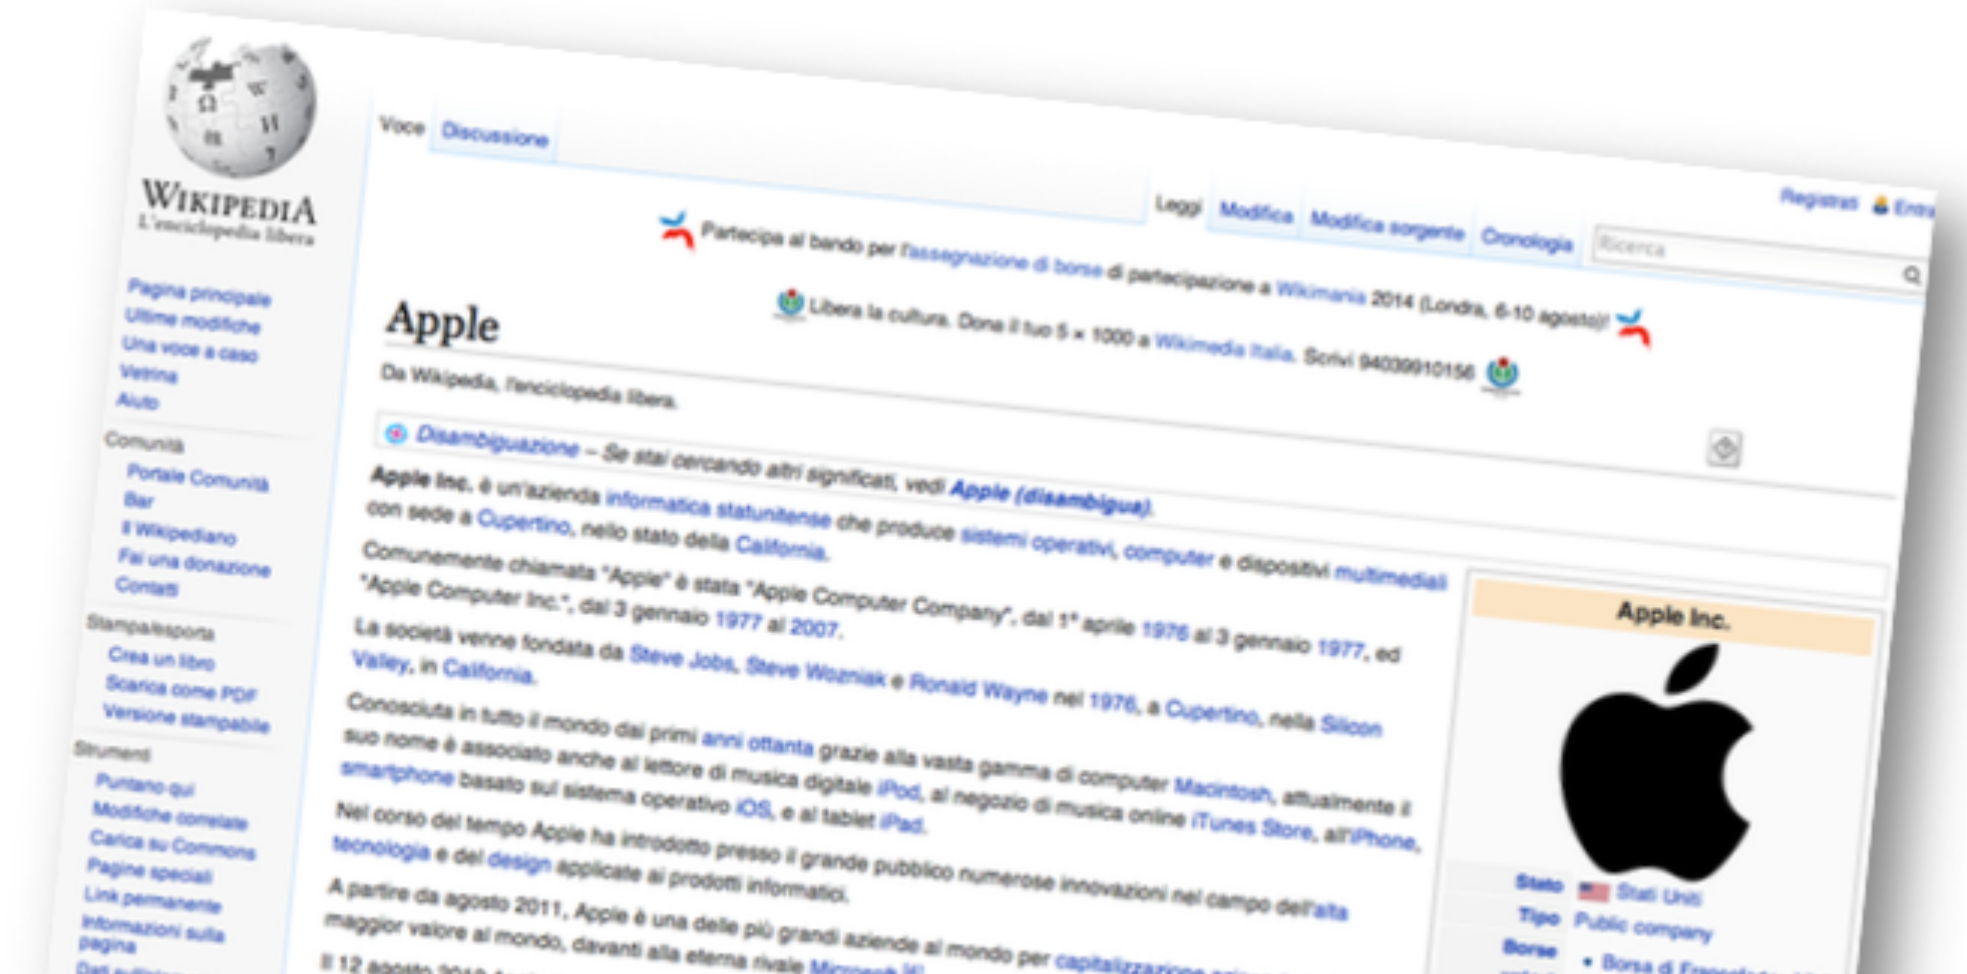 WIKIPEDIA
L'enciclopedia libera
Pagina principale
Ultime modifiche
Una voce a caso
Vetrina
Aiuto
Comunità
Portale Comunità
Bar
Il Wikipediano
Fai una donazione
Contatti
Stampa/esporta
Crea un libro
Scarica come PDF
Versione stampabile
Strumenti
Puntano qui
Modifiche correlate
Carica su Commons
Pagine speciali
Link permanente
Informazioni sulla
pagina
Voce Discussione
Leggi Modifica Modifica sorgente Cronologia
Ricerca
Registrati Entra
Partecipa al bando per l'assegnazione di borse di partecipazione a Wikimania 2014 (Londra, 6-10 agosto)!
Libera la cultura. Dona il tuo 5 × 1000 a Wikimedia Italia. Scrivi 94039910156
Apple
Da Wikipedia, l'enciclopedia libera.
Disambiguazione – Se stai cercando altri significati, vedi Apple (disambigua).
Apple Inc. è un'azienda informatica statunitense che produce sistemi operativi, computer e dispositivi multimediali
con sede a Cupertino, nello stato della California.
Comunemente chiamata "Apple" è stata "Apple Computer Company", dal 1° aprile 1976 al 3 gennaio 1977, ed
"Apple Computer Inc.", dal 3 gennaio 1977 al 2007.
La società venne fondata da Steve Jobs, Steve Wozniak e Ronald Wayne nel 1976, a Cupertino, nella Silicon
Valley, in California.
Conosciuta in tutto il mondo dai primi anni ottanta grazie alla vasta gamma di computer Macintosh, attualmente il
suo nome è associato anche al lettore di musica digitale iPod, al negozio di musica online iTunes Store, all'iPhone,
smartphone basato sul sistema operativo iOS, e al tablet iPad.
Nel corso del tempo Apple ha introdotto presso il grande pubblico numerose innovazioni nel campo dell'alta
tecnologia e del design applicate ai prodotti informatici.
A partire da agosto 2011, Apple è una delle più grandi aziende al mondo per capitalizzazione
maggior valore al mondo, davanti alla eterna rivale Microsoft.[4]
Il 12 agosto
Apple Inc.
Stato Stati Uniti
Tipo Public company
Borse • Borsa di